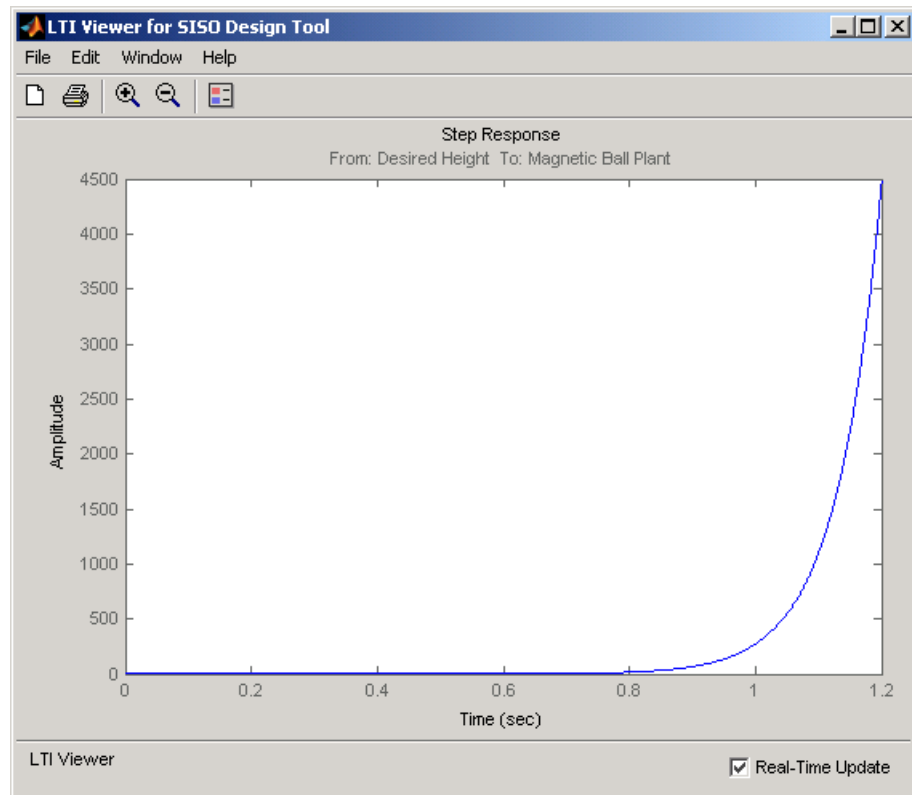 LTI Viewer for SISO Design Tool
File Edit Window Help
Step Response
From: Desired Height To: Magnetic Ball Plant
4500
4000
3500
3000
2500
2000
1500
1000
500
0
Amplitude
0 0.2 0.4 0.6 0.8 1 1.2
Time (sec)
LTI Viewer
Real-Time Update